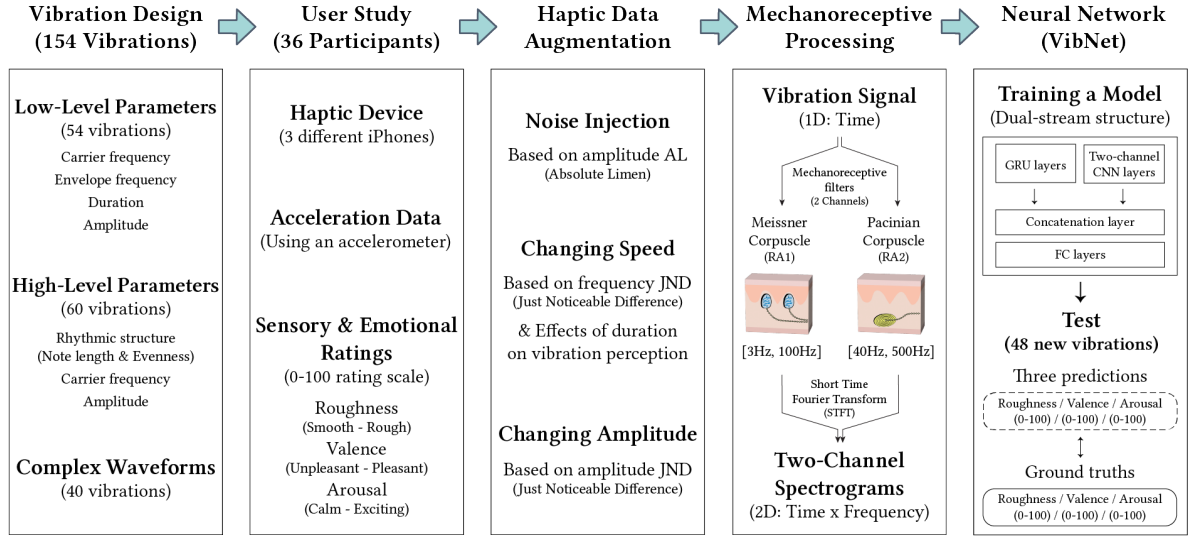 Vibration Design
(154 Vibrations)
Low-Level Parameters
(54 vibrations)
Carrier frequency
Envelope frequency
Duration
Amplitude
High-Level Parameters
(60 vibrations)
Rhythmic structure
(Note length & Evenness)
Carrier frequency
Amplitude
Complex Waveforms
(40 vibrations)
User Study
(36 Participants)
Haptic Device
(3 different iPhones)
Acceleration Data
(Using an accelerometer)
Sensory & Emotional
Ratings
(0-100 rating scale)
Roughness
(Smooth - Rough)
Valence
(Unpleasant - Pleasant)
Arousal
(Calm - Exciting)
Haptic Data
Augmentation
Noise Injection
Based on amplitude AL
(Absolute Limen)
Changing Speed
Based on frequency JND
(Just Noticeable Difference)
& Effects of duration
on vibration perception
Changing Amplitude
Based on amplitude JND
(Just Noticeable Difference)
Mechanoreceptive
Processing
Vibration Signal
(1D: Time)
Mechanoreceptive
filters
(2 Channels)
Meissner
Corpuscle
(RA1)
Pacinian
Corpuscle
(RA2)
[3Hz, 100Hz]
[40Hz, 500Hz]
Short Time
Fourier Transform
(STFT)
Two-Channel
Spectrograms
(2D: Time x Frequency)
Neural Network
(VibNet)
Training a Model
(Dual-stream structure)
GRU layers
Two-channel
CNN layers
Concatenation layer
FC layers
Test
(48 new vibrations)
Three predictions
Roughness / Valence / Arousal
(0-100) / (0-100) / (0-100)
Ground truths
Roughness / Valence / Arousal
(0-100) / (0-100) / (0-100)